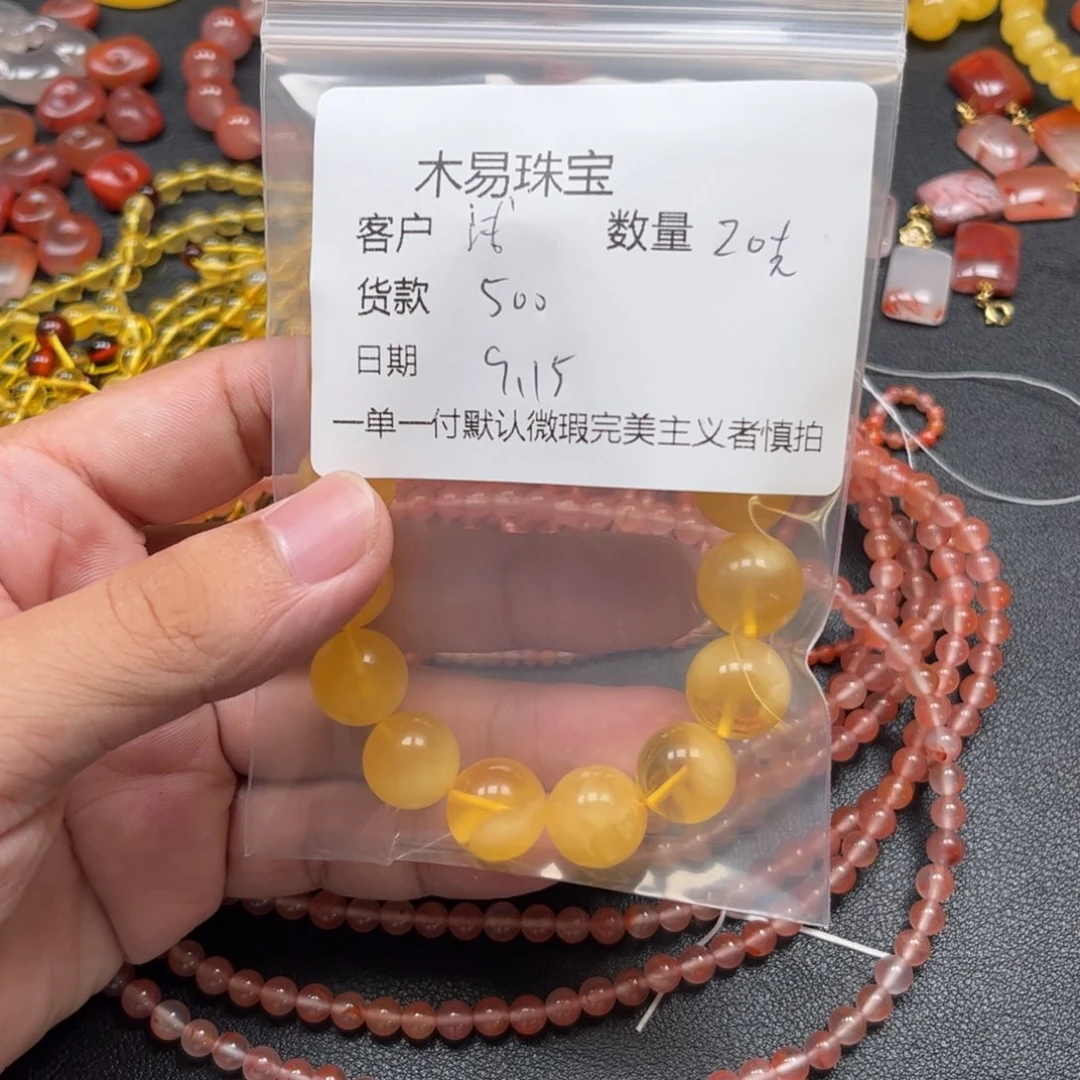 木易珠宝
客户 数量 20克
货款 500
日期 9.15
一单一付默认微瑕完美主义者慎拍